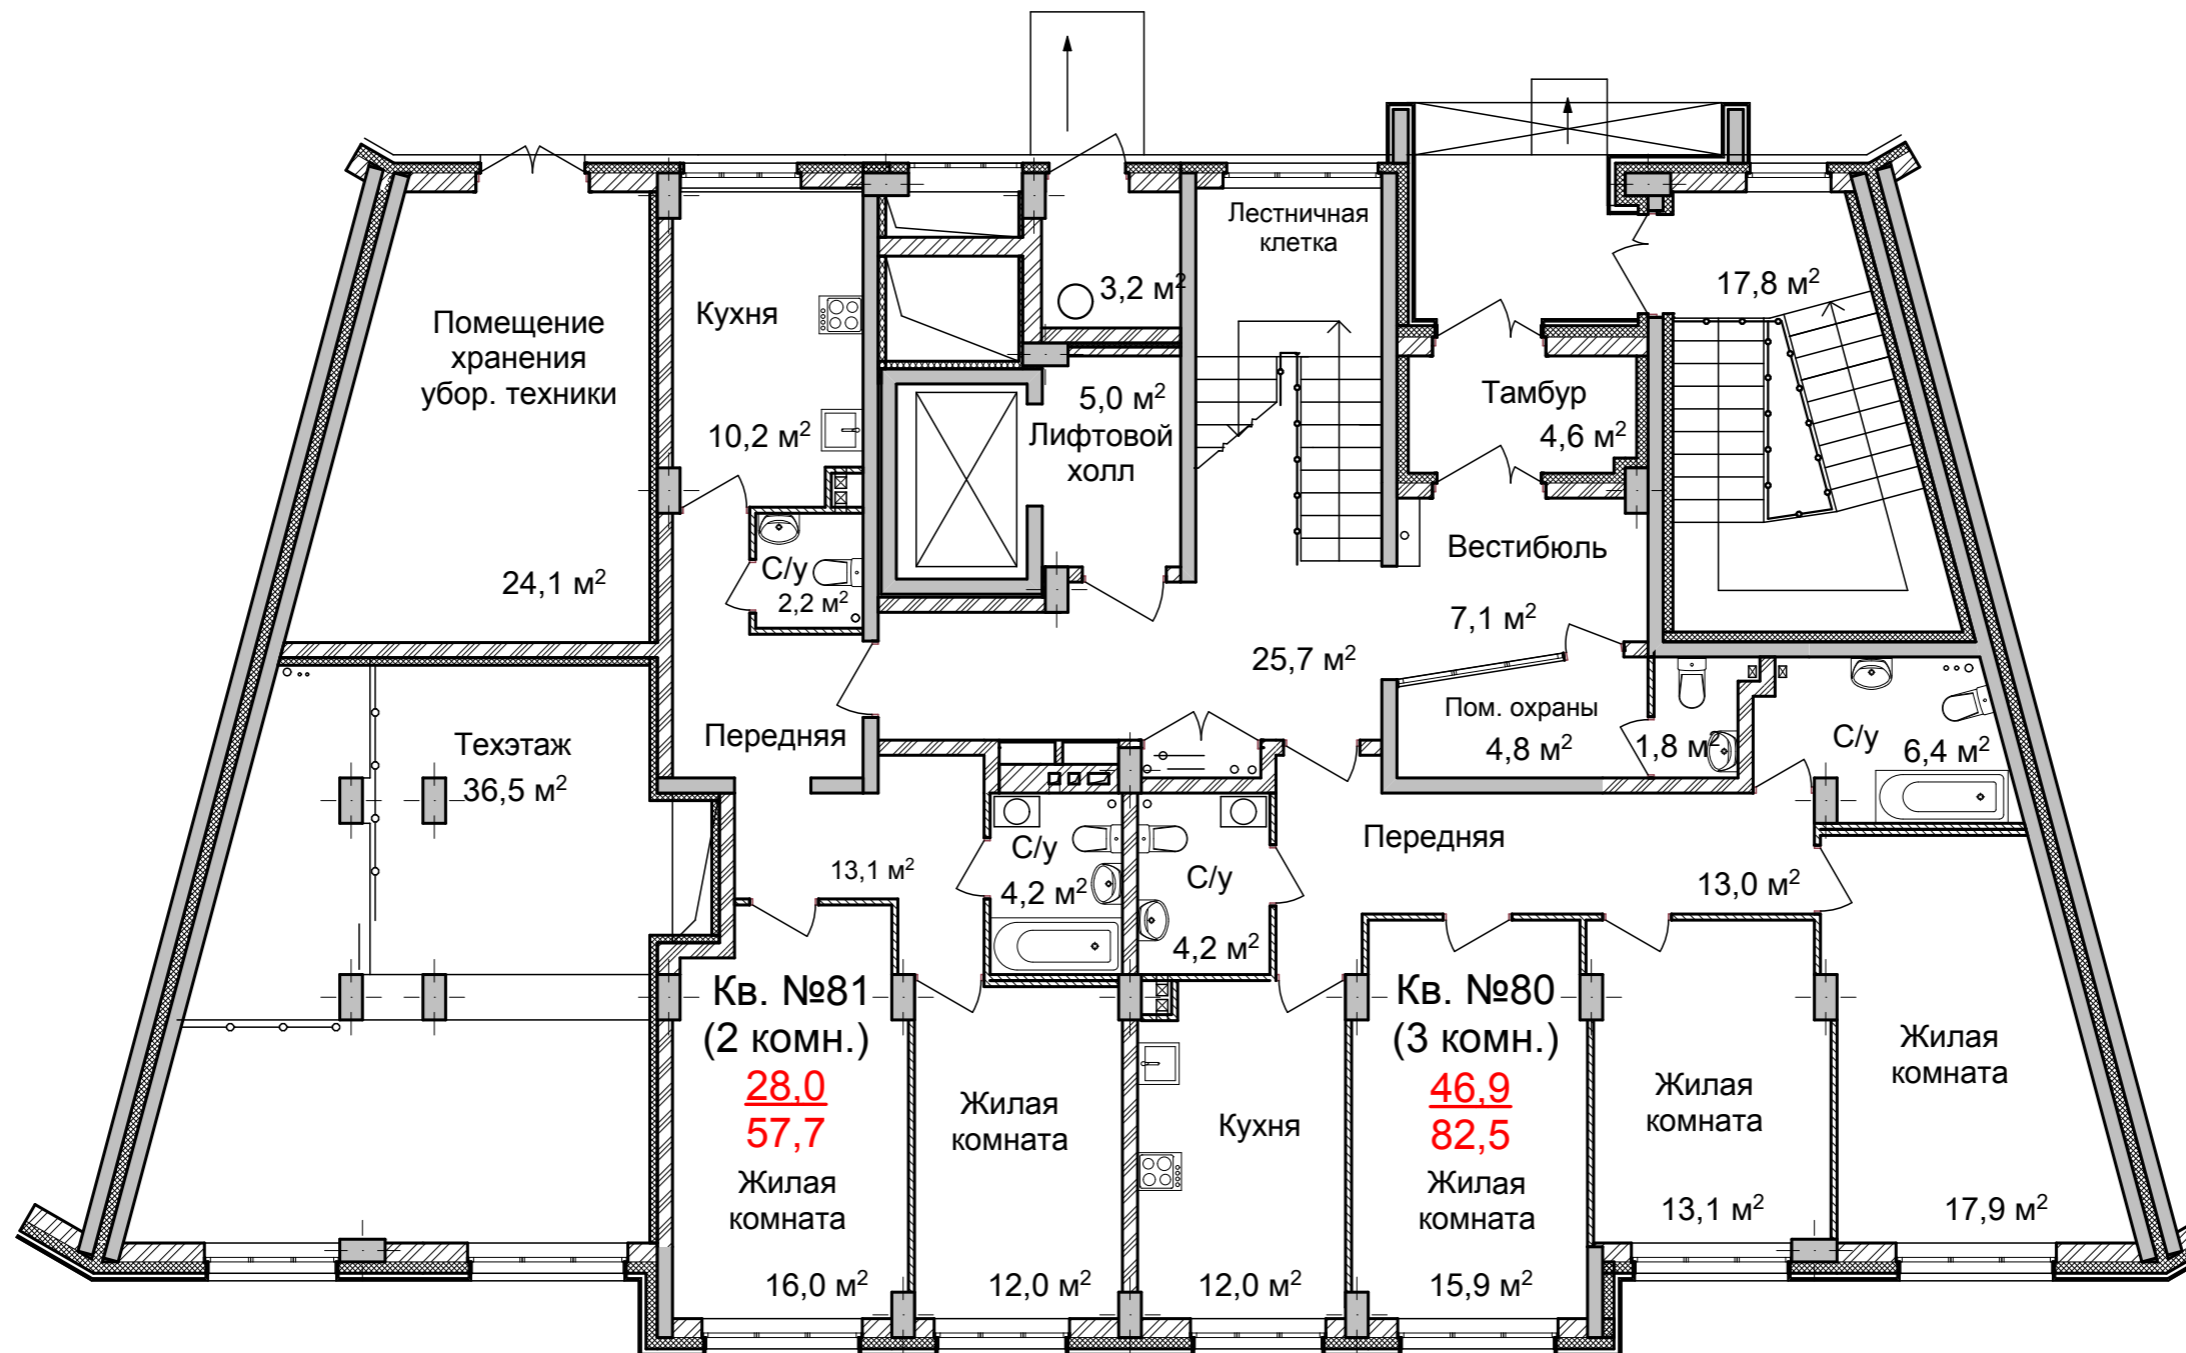 Лестничная
клетка
3,2 м²
17,8 м²
Помещение
хранения
убор. техники
24,1 м²
Кухня
10,2 м²
5,0 м²
Лифтовой
холл
Тамбур
4,6 м²
С/у
2,2 м²
Вестибюль
7,1 м²
25,7 м²
Пом. охраны
4,8 м²
1,8 м²
С/у
6,4 м²
Техэтаж
36,5 м²
Передняя
13,1 м²
С/у
4,2 м²
С/у
4,2 м²
Передняя
13,0 м²
Кв. №81
(2 комн.)
28,0
57,7
Жилая
комната
16,0 м²
Жилая
комната
12,0 м²
Кухня
12,0 м²
Кв. №80
(3 комн.)
46,9
82,5
Жилая
комната
15,9 м²
Жилая
комната
13,1 м²
Жилая
комната
17,9 м²